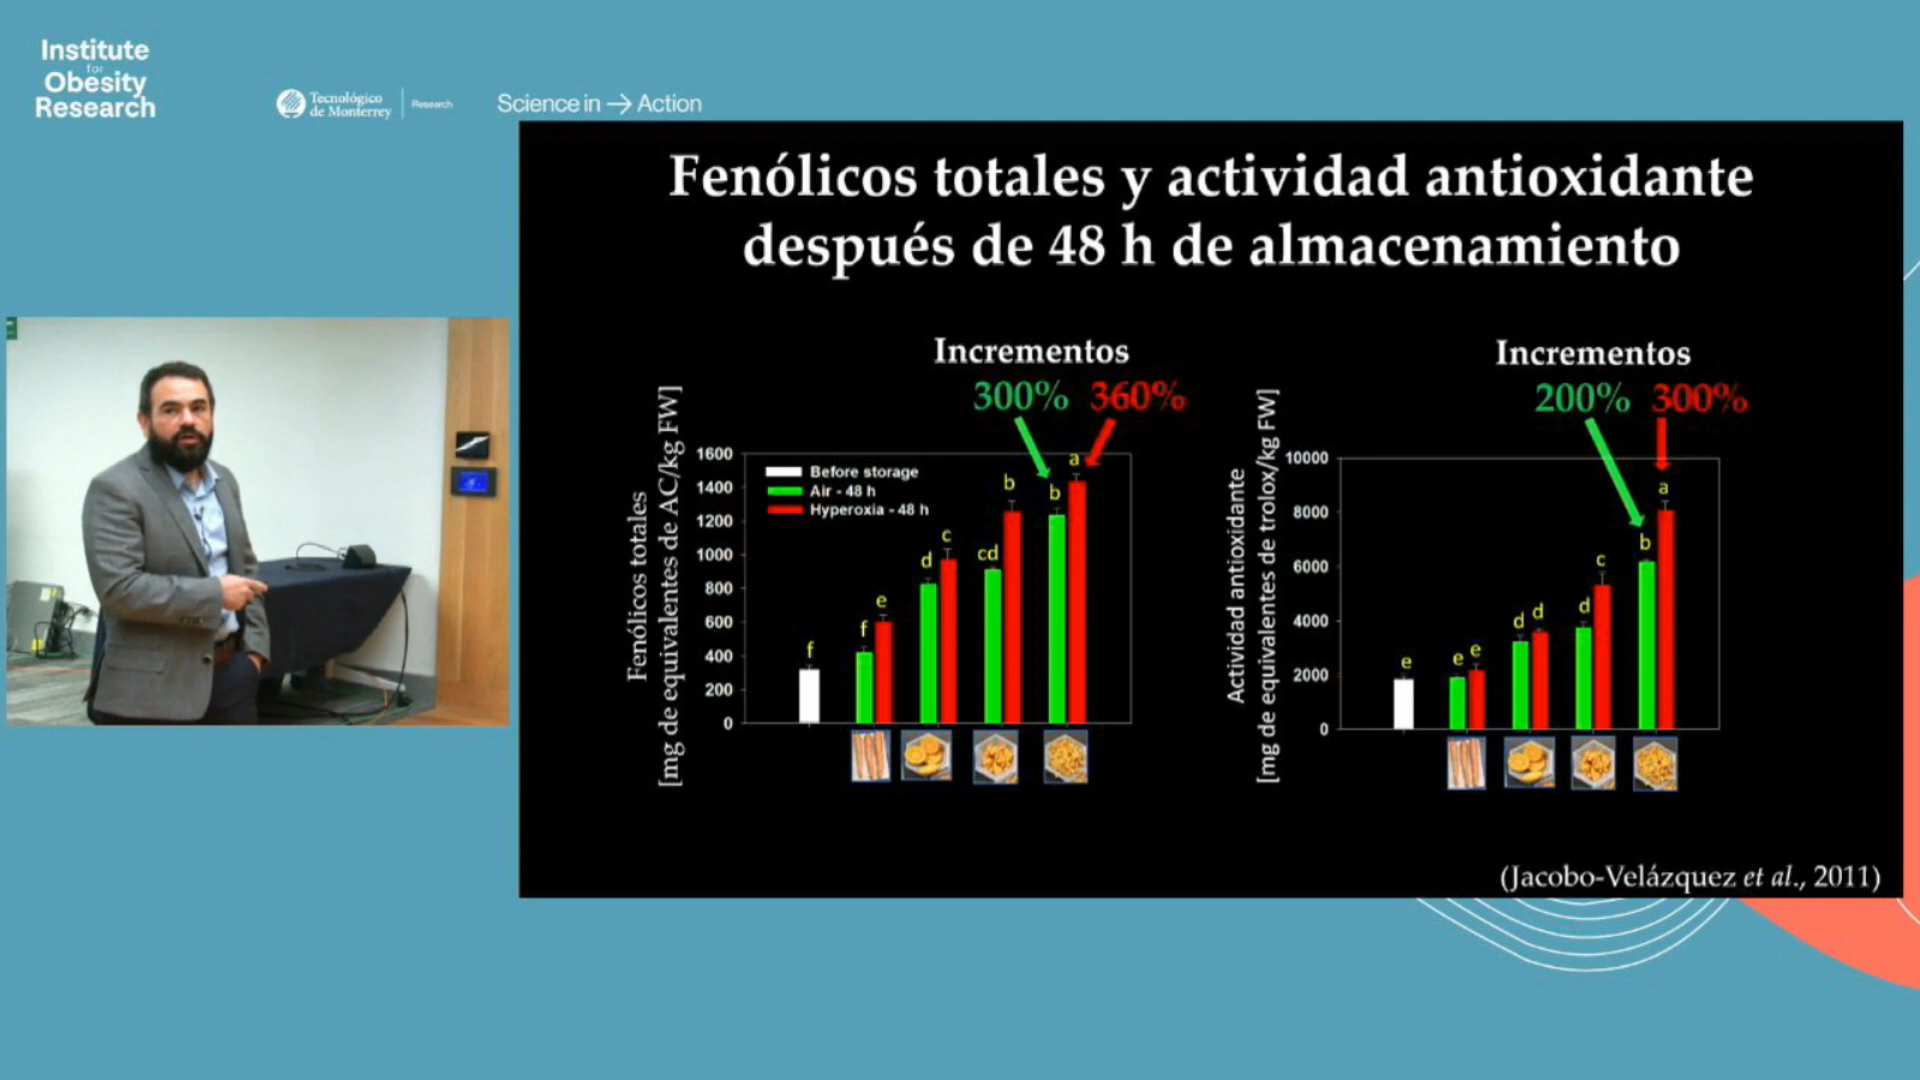 Institute
for
Obesity
Research
Tecnológico
de Monterrey
Research
Science in → Action
Fenólicos totales y actividad antioxidante
después de 48 h de almacenamiento
Incrementos
300% 360%
Fenólicos totales
[mg de equivalentes de AC/kg FW]
1600
1400
1200
1000
800
600
400
200
0
Before storage
Air - 48 h
Hyperoxia - 48 h
f
f
e
d
c
cd
b
b
a
Incrementos
200% 300%
Actividad antioxidante
[mg de equivalentes de trolox/kg FW]
10000
8000
6000
4000
2000
0
e
e
e
d
d
d
c
b
a
(Jacobo-Velázquez et al., 2011)